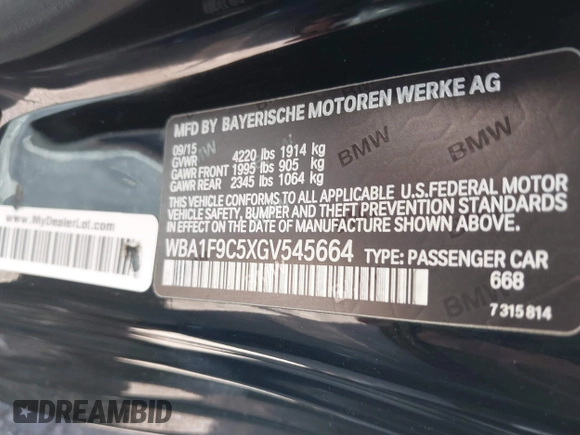 MFD BY BAYERISCHE MOTOREN WERKE AG
09/15
GVWR 4220 lbs 1914 kg
GAWR FRONT 1995 lbs 905 kg
GAWR REAR 2345 lbs 1064 kg
THIS VEHICLE CONFORMS TO ALL APPLICABLE U.S.FEDERAL MOTOR
VEHICLE SAFETY, BUMPER AND THEFT PREVENTION STANDARDS
IN EFFECT ON THE DATE OF MANUFACTURE SHOWN ABOVE.
WBA1F9C5XGV545664 TYPE: PASSENGER CAR
668
7 315 814
BMW
BMW
BMW
www.MyDealerLot.com
DREAMBID